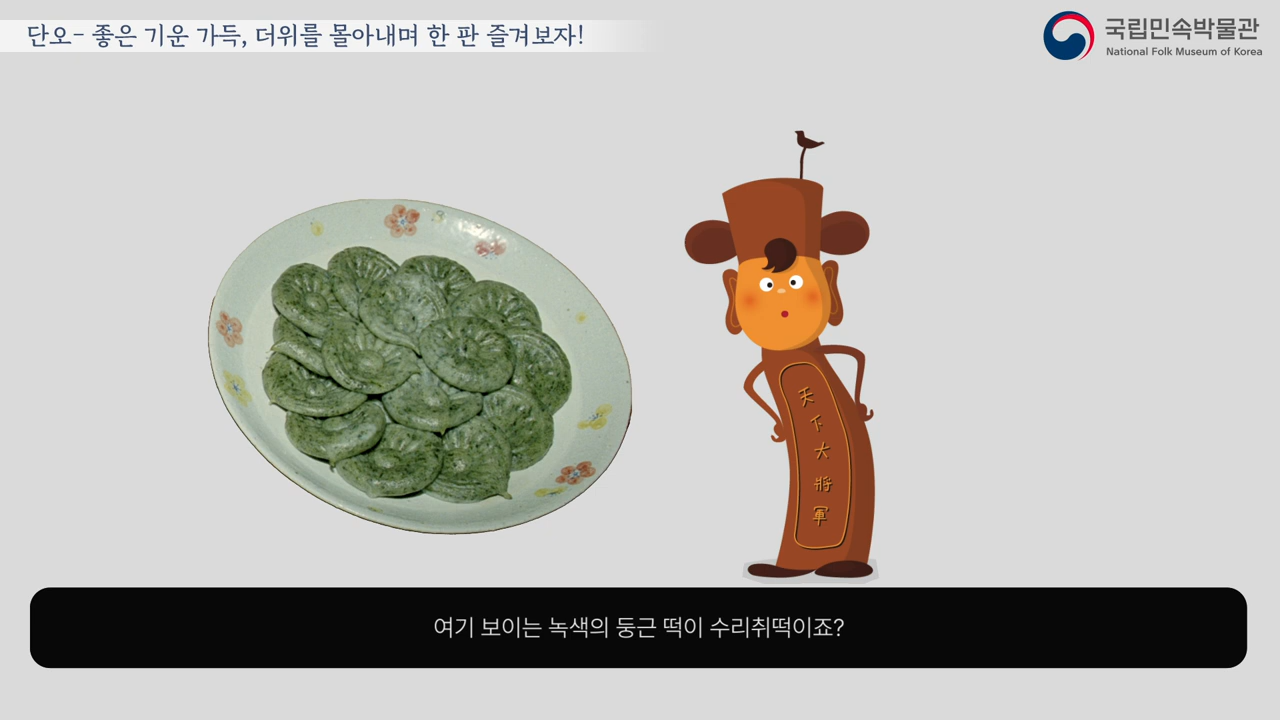 단오- 좋은 기운 가득, 더위를 몰아내며 한 판 즐겨보자!
국립민속박물관
National Folk Museum of Korea
天
下
大
將
軍
여기 보이는 녹색의 둥근 떡이 수리취떡이죠?